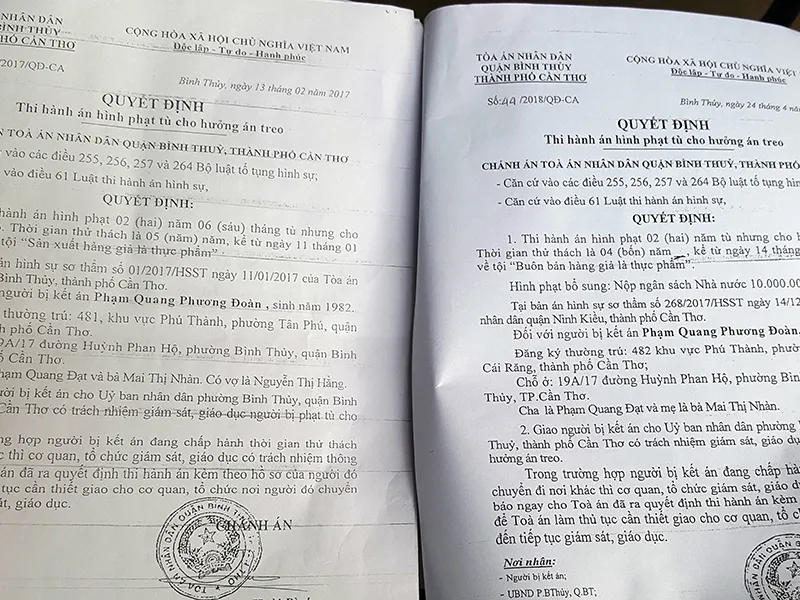 NHÂN DÂN
BÌNH THỦY
PHỐ CẦN THƠ
CỘNG HÒA XÃ HỘI CHỦ NGHĨA VIỆT NAM
Độc lập - Tự do - Hạnh phúc
/2017/QĐ-CA
Bình Thủy, ngày 13 tháng 02 năm 2017
QUYẾT ĐỊNH
Thi hành án hình phạt tù cho hưởng án treo
ÁN TOÀ ÁN NHÂN DÂN QUẬN BÌNH THUỶ, THÀNH PHỐ CẦN THƠ
vào các điều 255, 256, 257 và 264 Bộ luật tố tụng hình sự;
vào điều 61 Luật thi hành án hình sự,
QUYẾT ĐỊNH:
hành án hình phạt 02 (hai) năm 06 (sáu) tháng tù nhưng cho
. Thời gian thử thách là 05 (năm) năm, kể từ ngày 11 tháng 01
tội “Sản xuất hàng giả là thực phẩm”.
án hình sự sơ thẩm số 01/2017/HSST ngày 11/01/2017 của Tòa án
Bình Thủy, thành phố Cần Thơ.
người bị kết án Phạm Quang Phương Đoàn, sinh năm 1982.
thường trú: 481, khu vực Phú Thành, phường Tân Phú, quận
phố Cần Thơ.
9A/17 đường Huỳnh Phan Hộ, phường Bình Thủy, quận Bình
Cần Thơ.
Phạm Quang Đạt và bà Mai Thị Nhàn. Có vợ là Nguyễn Thị Hằng.
người bị kết án cho Uỷ ban nhân dân phường Bình Thủy, quận Bình
Cần Thơ có trách nhiệm giám sát, giáo dục người bị phạt tù cho
ng hợp người bị kết án đang chấp hành thời gian thử thách
c thì cơ quan, tổ chức giám sát, giáo dục có trách nhiệm thông
án đã ra quyết định thi hành án kèm theo hồ sơ của người đó
tục cần thiết giao cho cơ quan, tổ chức nơi người đó chuyển
sát, giáo dục.
CHÁNH ÁN
TÒA ÁN NHÂN DÂN QUẬN BÌNH THỦY
TÒA ÁN NHÂN DÂN
QUẬN BÌNH THỦY
THÀNH PHỐ CẦN THƠ
CỘNG HÒA XÃ HỘI CHỦ NGHĨA VIỆT
Độc lập - Tự do - Hạnh phúc
Số:44/2018/QĐ-CA
Bình Thủy, ngày 24 tháng 4 năm
QUYẾT ĐỊNH
Thi hành án hình phạt tù cho hưởng án treo
CHÁNH ÁN TOÀ ÁN NHÂN DÂN QUẬN BÌNH THUỶ, THÀNH PHỐ
- Căn cứ vào các điều 255, 256, 257 và 264 Bộ luật tố tụng hình
- Căn cứ vào điều 61 Luật thi hành án hình sự,
QUYẾT ĐỊNH:
1. Thi hành án hình phạt 02 (hai) năm tù nhưng cho h
Thời gian thử thách là 04 (bốn) năm , kể từ ngày 14 tháng
về tội “Buôn bán hàng giả là thực phẩm”.
Hình phạt bổ sung: Nộp ngân sách Nhà nước 10.000.00
Tại bản án hình sự sơ thẩm số 268/2017/HSST ngày 14/12
nhân dân quận Ninh Kiều, thành phố Cần Thơ.
Đối với người bị kết án Phạm Quang Phương Đoàn.
Đăng ký thường trú: 482 khu vực Phú Thành, phườn
Cái Răng, thành phố Cần Thơ;
Chổ ở: 19A/17 đường Huỳnh Phan Hộ, phường Bình
Thủy, TP.Cần Thơ.
Cha là Phạm Quang Đạt và mẹ là bà Mai Thị Nhàn.
2. Giao người bị kết án cho Uỷ ban nhân dân phường
Thuỷ, thành phố Cần Thơ có trách nhiệm giám sát, giáo dục
hưởng án treo.
Trong trường hợp người bị kết án đang chấp hàn
chuyển đi nơi khác thì cơ quan, tổ chức giám sát, giáo dục
báo ngay cho Toà án đã ra quyết định thi hành án kèm
để Toà án làm thủ tục cần thiết giao cho cơ quan, tổ ch
đến tiếp tục giám sát, giáo dục.
Nơi nhận:
- Người bị kết án;
- UBND P.BThủy, Q.BT;